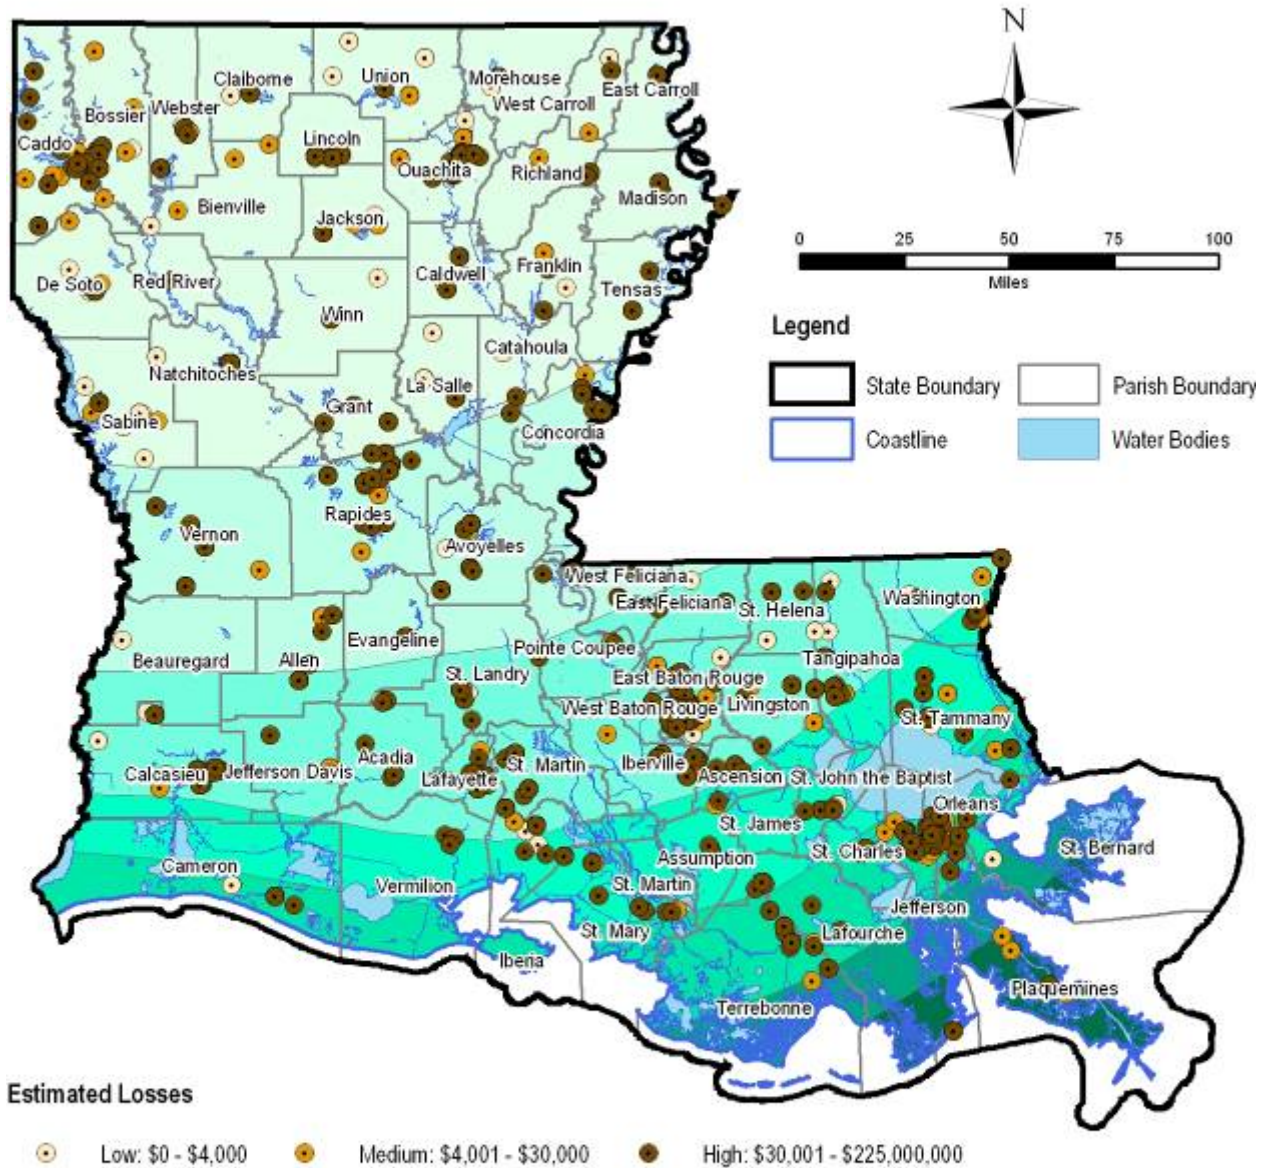 N
0 25 50 75 100
Miles
Legend
State Boundary
Parish Boundary
Coastline
Water Bodies
Claiborne
Union
Morehouse
West Carroll
East Carroll
Bossier
Webster
Caddo
Lincoln
Ouachita
Richland
Madison
Bienville
Jackson
De Soto
Red River
Caldwell
Franklin
Tensas
Winn
Natchitoches
Catahoula
La Salle
Sabine
Grant
Concordia
Vernon
Rapides
Avoyelles
West Feliciana
East Feliciana
St. Helena
Washington
Beauregard
Allen
Evangeline
Pointe Coupee
Tangipahoa
St. Landry
East Baton Rouge
West Baton Rouge
Livingston
St. Tammany
Calcasieu
Jefferson Davis
Acadia
Lafayette
St. Martin
Iberville
Ascension
St. John the Baptist
Orleans
St. James
St. Charles
St. Bernard
Assumption
Cameron
Vermilion
St. Martin
Jefferson
St. Mary
Lafourche
Iberia
Terrebonne
Plaquemines
Estimated Losses
Low: $0 - $4,000
Medium: $4,001 - $30,000
High: $30,001 - $225,000,000